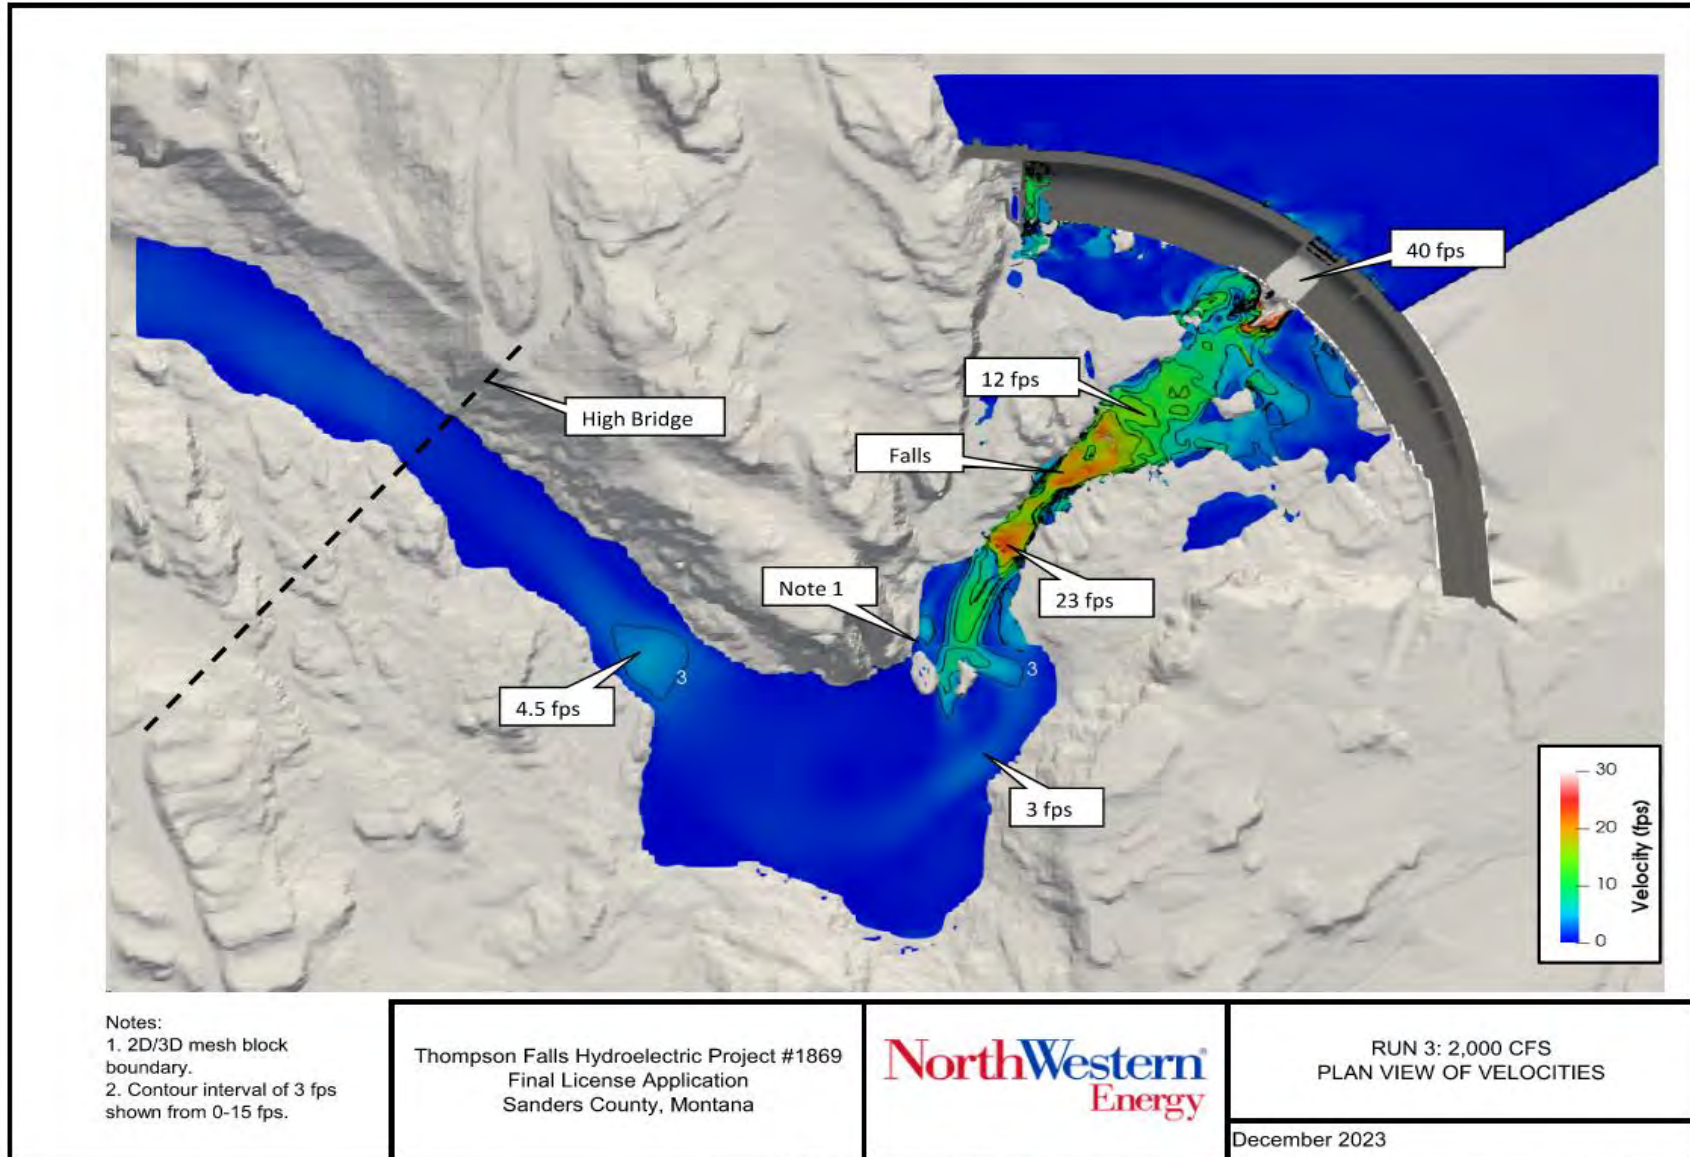 40 fps
12 fps
High Bridge
Falls
Note 1
23 fps
3
3
4.5 fps
3 fps
30
20
10
0
Velocity (fps)
Notes:
1. 2D/3D mesh block
boundary.
2. Contour interval of 3 fps
shown from 0-15 fps.
Thompson Falls Hydroelectric Project #1869
Final License Application
Sanders County, Montana
NorthWestern®
Energy
RUN 3: 2,000 CFS
PLAN VIEW OF VELOCITIES
December 2023